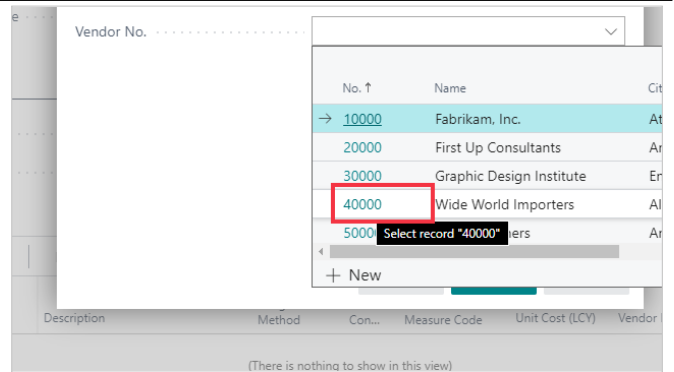 e
Vendor No.
No. ↑ Name Cit
→ 10000 Fabrikam, Inc. At
20000 First Up Consultants Ar
30000 Graphic Design Institute En
40000 Wide World Importers Al
5000 Select record "40000" ners Ar
+ New
Description Method Con... Measure Code Unit Cost (LCY) Vendor
(There is nothing to show in this view)